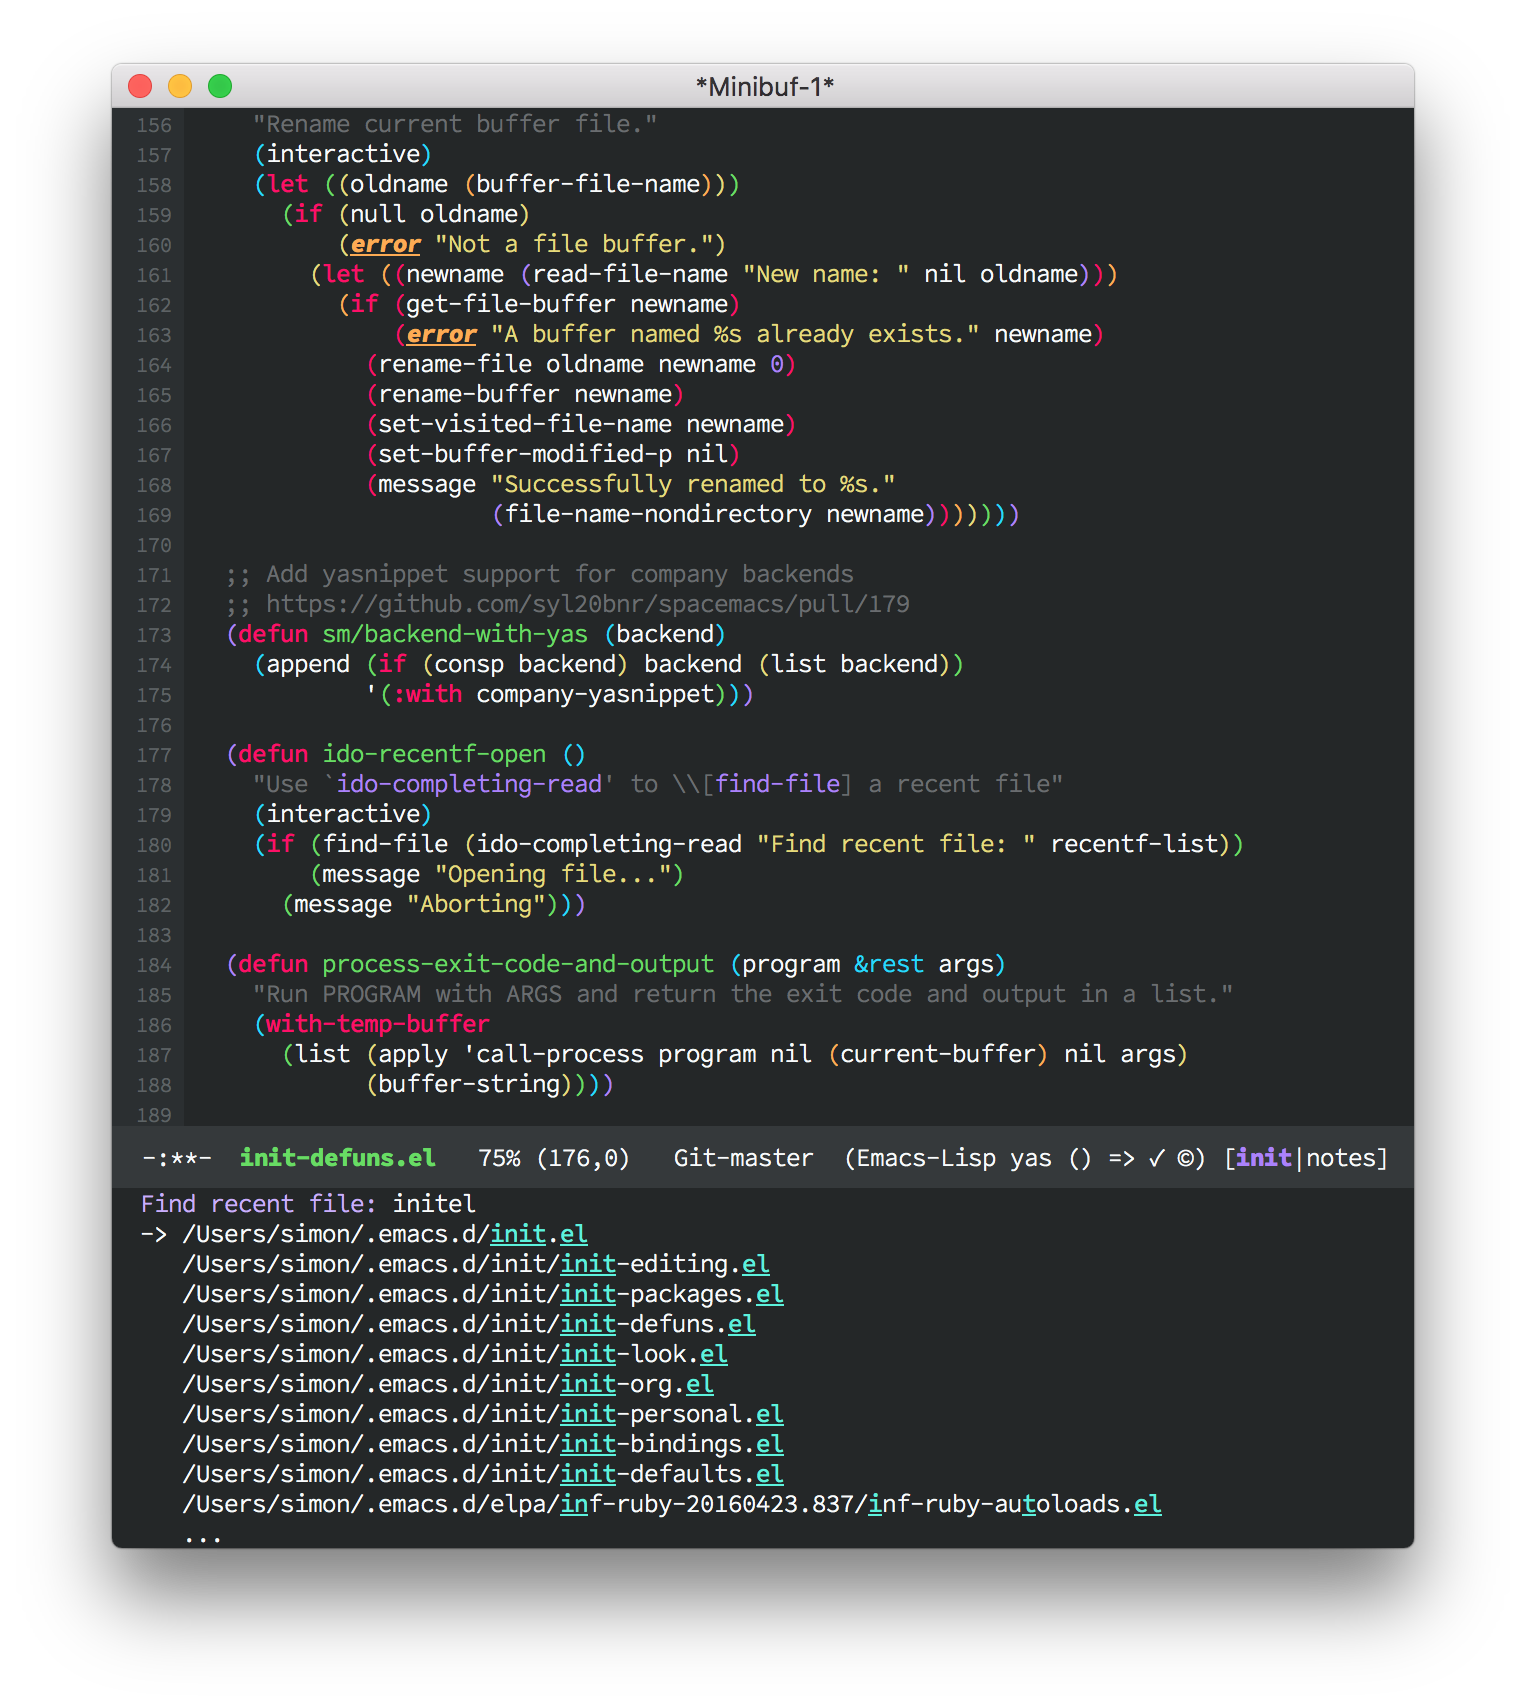 *Minibuf-1*
156 "Rename current buffer file."
157 (interactive)
158 (let ((oldname (buffer-file-name)))
159 (if (null oldname)
160 (error "Not a file buffer.")
161 (let ((newname (read-file-name "New name: " nil oldname)))
162 (if (get-file-buffer newname)
163 (error "A buffer named %s already exists." newname)
164 (rename-file oldname newname 0)
165 (rename-buffer newname)
166 (set-visited-file-name newname)
167 (set-buffer-modified-p nil)
168 (message "Successfully renamed to %s."
169 (file-name-nondirectory newname)))))))
170
171 ;; Add yasnippet support for company backends
172 ;; https://github.com/syl20bnr/spacemacs/pull/179
173 (defun sm/backend-with-yas (backend)
174 (append (if (consp backend) backend (list backend))
175 '(:with company-yasnippet)))
176
177 (defun ido-recentf-open ()
178 "Use `ido-completing-read' to \\[find-file] a recent file"
179 (interactive)
180 (if (find-file (ido-completing-read "Find recent file: " recentf-list))
181 (message "Opening file...")
182 (message "Aborting")))
183
184 (defun process-exit-code-and-output (program &rest args)
185 "Run PROGRAM with ARGS and return the exit code and output in a list."
186 (with-temp-buffer
187 (list (apply 'call-process program nil (current-buffer) nil args)
188 (buffer-string))))
189
-:**- init-defuns.el 75% (176,0) Git-master (Emacs-Lisp yas () => ✓ ©) [init|notes]
Find recent file: initel
-> /Users/simon/.emacs.d/init.el
/Users/simon/.emacs.d/init/init-editing.el
/Users/simon/.emacs.d/init/init-packages.el
/Users/simon/.emacs.d/init/init-defuns.el
/Users/simon/.emacs.d/init/init-look.el
/Users/simon/.emacs.d/init/init-org.el
/Users/simon/.emacs.d/init/init-personal.el
/Users/simon/.emacs.d/init/init-bindings.el
/Users/simon/.emacs.d/init/init-defaults.el
/Users/simon/.emacs.d/elpa/inf-ruby-20160423.837/inf-ruby-autoloads.el
...